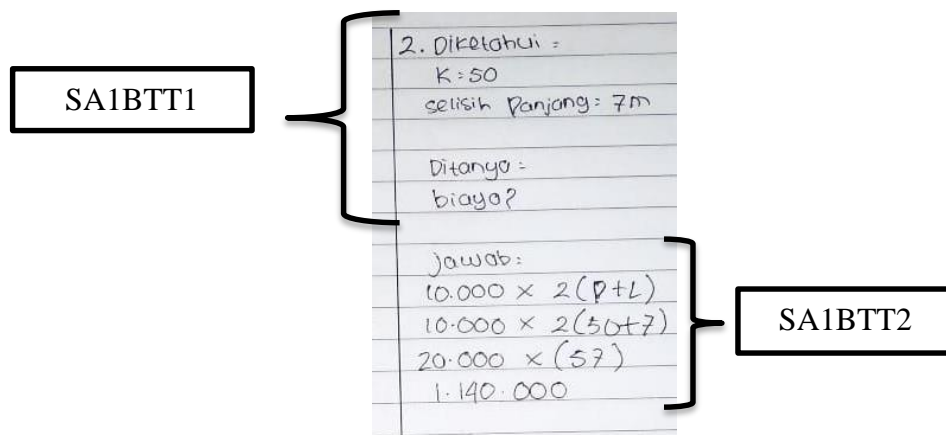 SA1BTT1
2. Diketahui =
K = 50
selisih Panjang = 7m
Ditanya =
biaya?
jawab:
10.000 × 2(P+L)
10.000 × 2(50+7)
20.000 × (57)
1.140.000
SA1BTT2